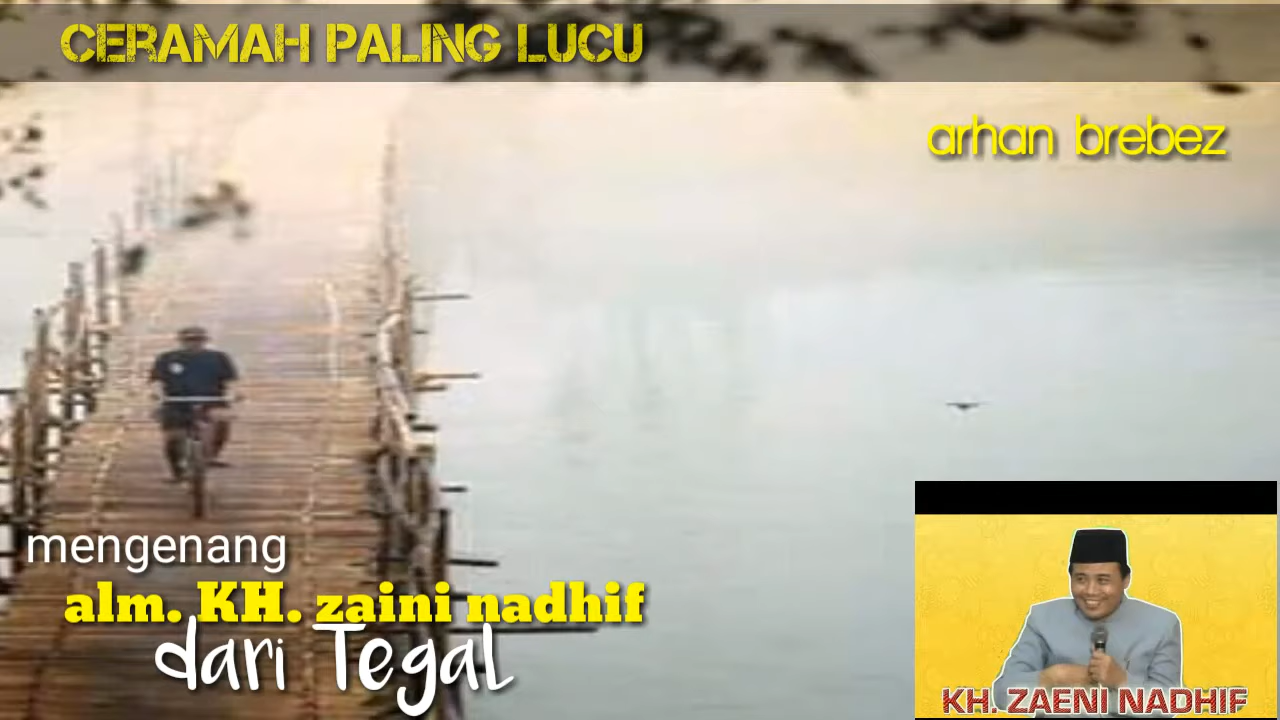 CERAMAH PALING LUCU
arhan brebez
mengenang
alm. KH. zaini nadhif
dari Tegal
KH. ZAENI NADHIF